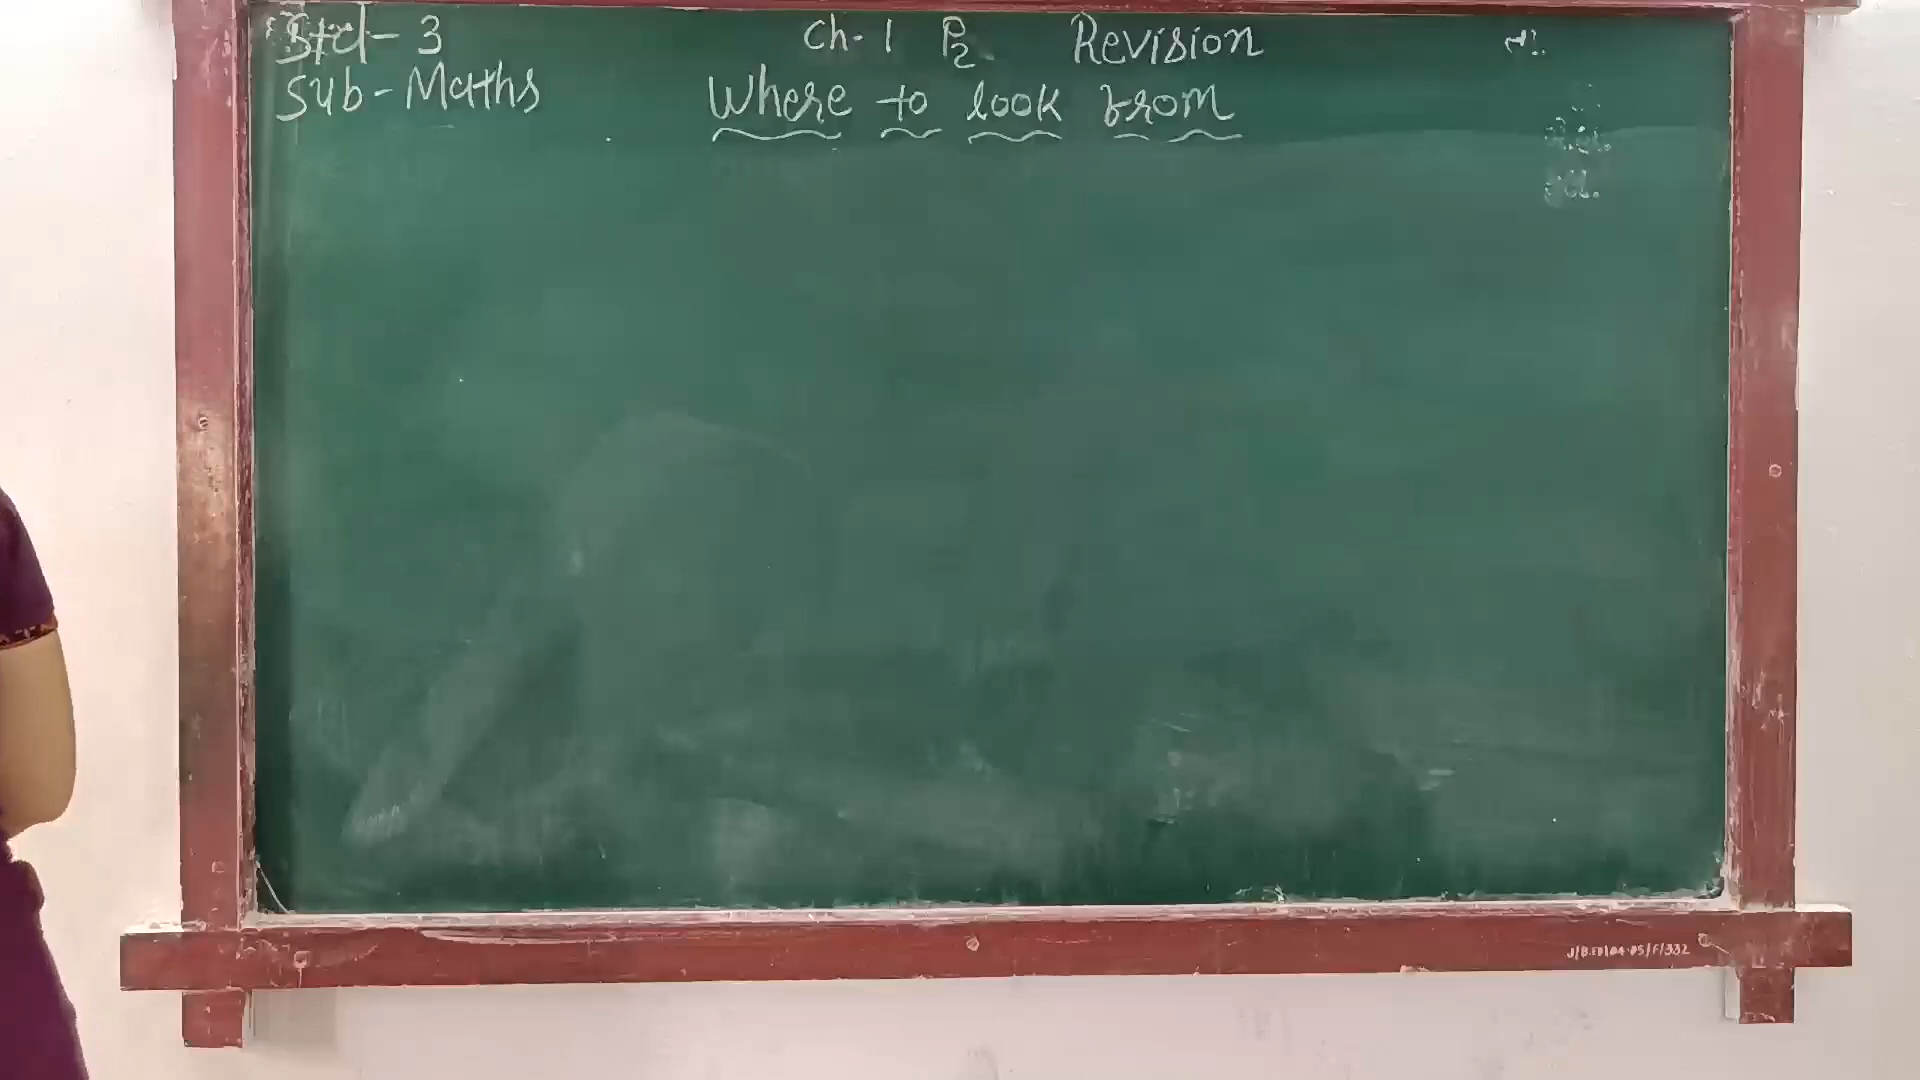 Std - 3 Ch- 1 P2 Revision
Sub - Maths Where to look from